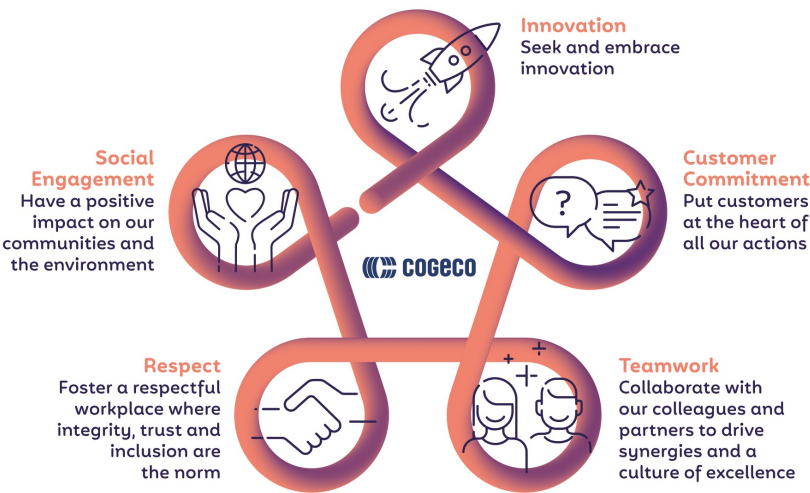 Innovation
Seek and embrace
innovation
Social
Engagement
Have a positive
impact on our
communities and
the environment
Customer
Commitment
Put customers
at the heart of
all our actions
?
COGECO
Respect
Foster a respectful
workplace where
integrity, trust and
inclusion are
the norm
Teamwork
Collaborate with
our colleagues and
partners to drive
synergies and a
culture of excellence